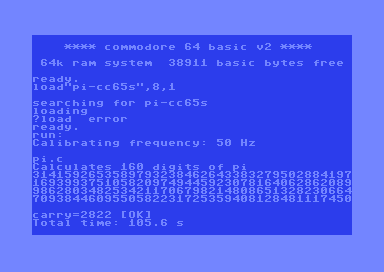 **** commodore 64 basic v2 ****
64k ram system  38911 basic bytes free
ready.
load"pi-cc65s",8,1
searching for pi-cc65s
loading
?load  error
ready.
run:
Calibrating frequency: 50 Hz
pi.c
Calculates 160 digits of pi
3141592653589793238462643383279502884197
1693993751058209749445923078164062862089
9862803482534211706798214808651328230664
7093844609550582231725359408128481117450
carry=2822 [OK]
Total time: 105.6 s